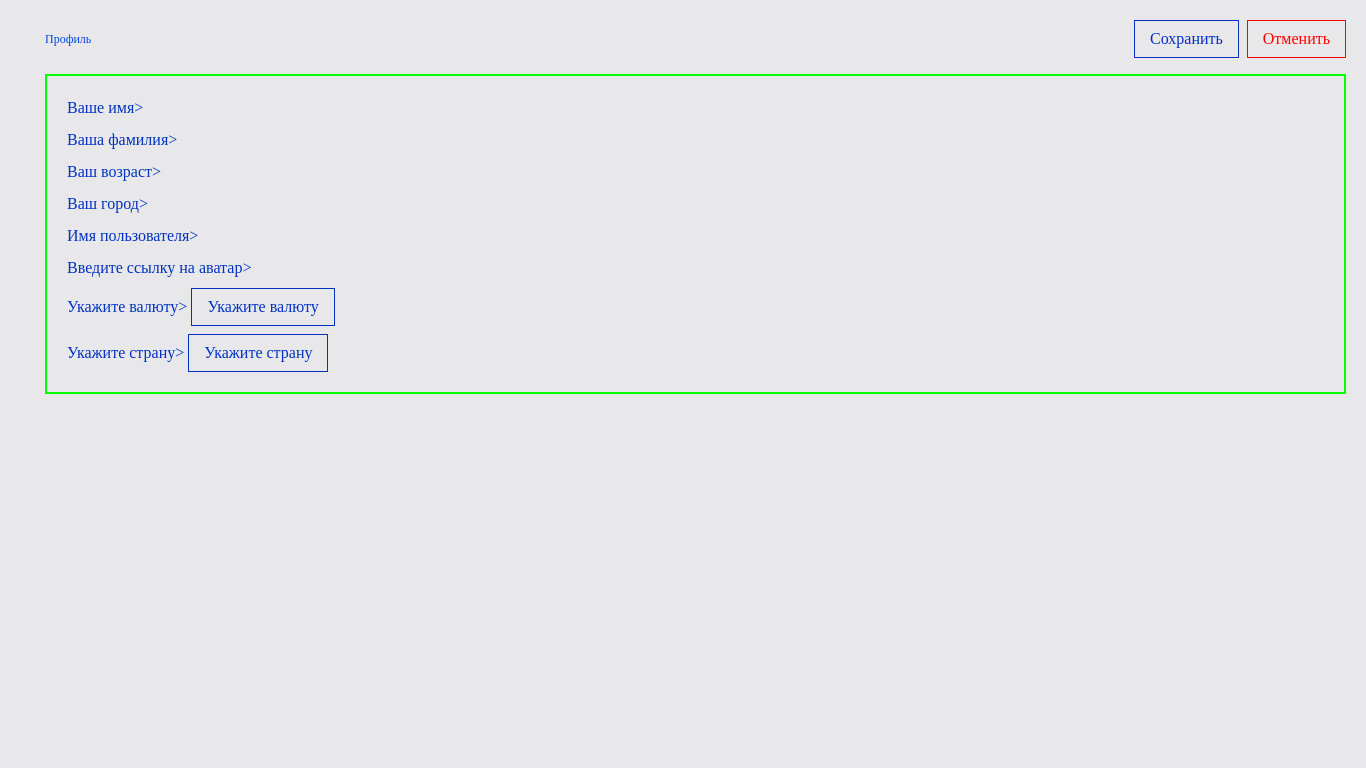 Профиль
Сохранить
Отменить
Ваше имя>
Ваша фамилия>
Ваш возраст>
Ваш город>
Имя пользователя>
Введите ссылку на аватар>
Укажите валюту> Укажите валюту
Укажите страну> Укажите страну